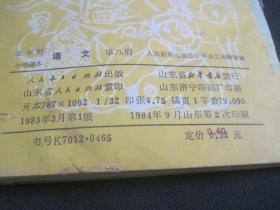 五年制
小学课本 语文 第八册 人民教育出版社小学语文编辑室编
人民教育出版社出版 山东省新华书店发行
山东省人民出版社重印 山东济宁印刷厂印刷
开本787×1092 1/32 印张4.75 插页1 字数79,000
1983年3月第1版 1984年9月山东第2次印刷
书号K7012·0465 定价0.32元